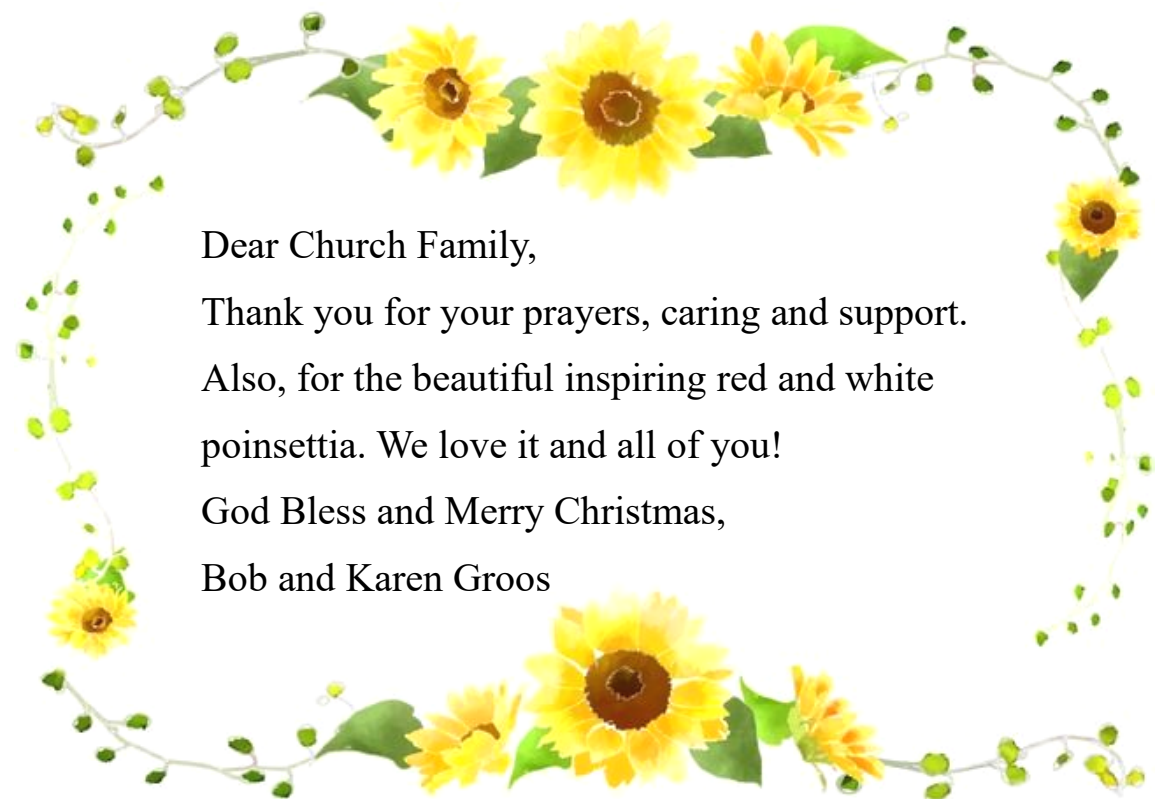 Dear Church Family,
Thank you for your prayers, caring and support.
Also, for the beautiful inspiring red and white
poinsettia. We love it and all of you!
God Bless and Merry Christmas,
Bob and Karen Groos